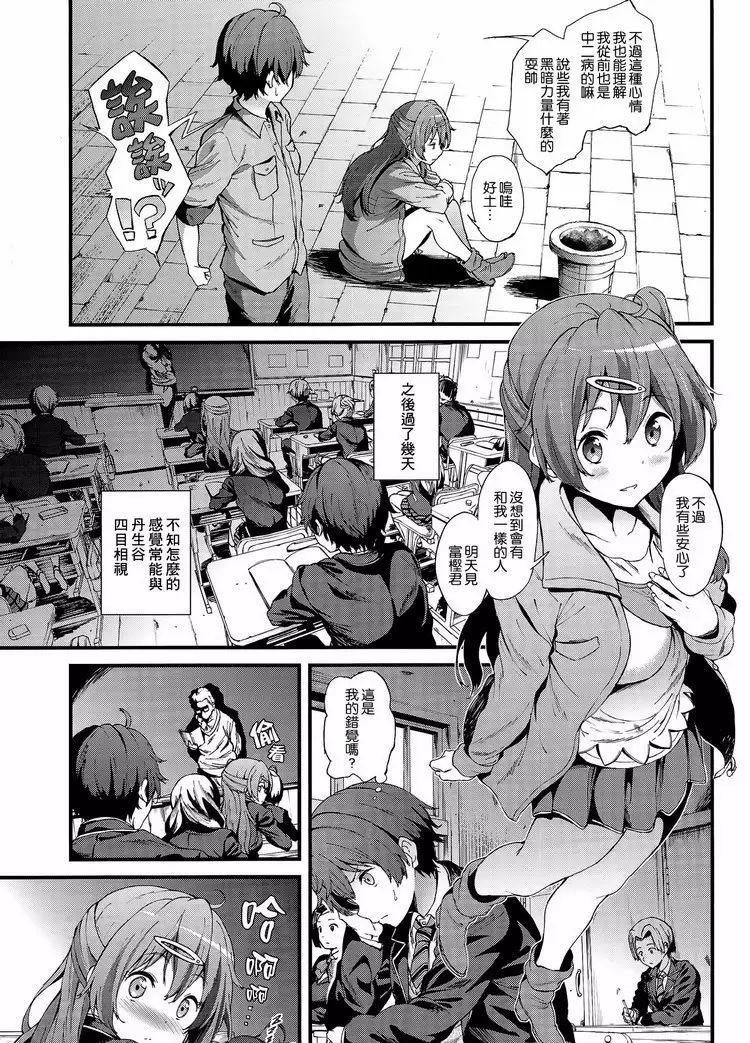 不過這種心情
我也能理解
我從前也是
中二病的嘛
說些我有著
黑暗力量什麼的
耍帥
嗚哇
好土…
誒誒ッ
!?
不過
我有些安心了
沒想到會有
和我一樣的人
明天見
富樫君
之後過了幾天
不知怎麼的
感覺常能與
丹生谷
四目相視
這是
我的錯覺嗎?
偷看
哈啊啊…